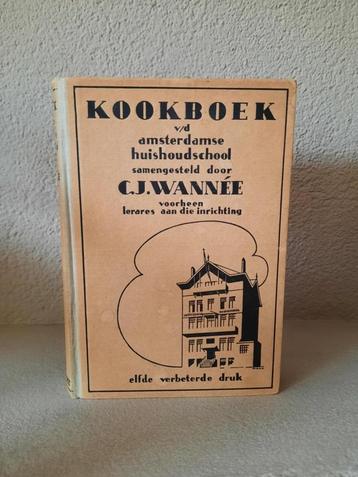 KOOKBOEK
v/d
amsterdamse
huishoudschool
samengesteld door
C.J.WANNÉE
voorheen
lerares aan die inrichting
elfde verbeterde druk